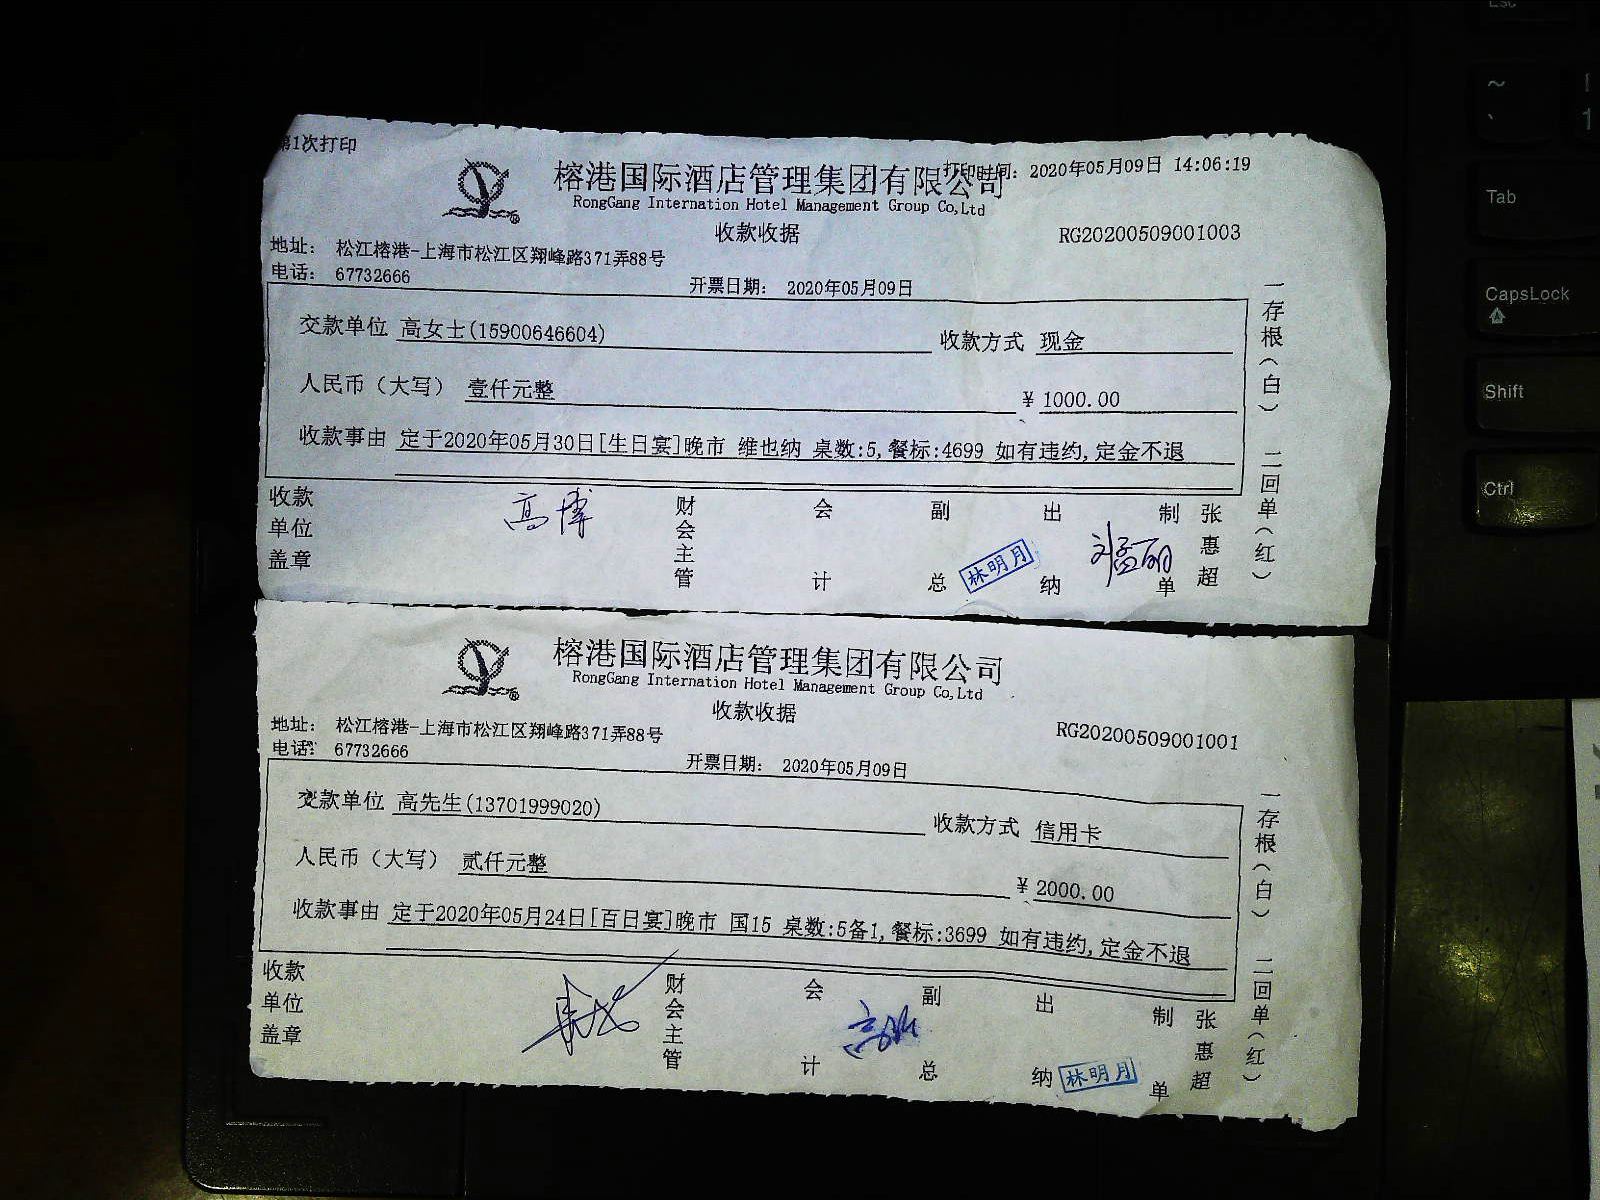 第1次打印
打印时间: 2020年05月09日 14:06:19
榕港国际酒店管理集团有限公司
RongGang Internation Hotel Management Group Co,Ltd
收款收据
RG20200509001003
地址: 松江榕港-上海市松江区翔峰路371弄88号
电话: 67732666
开票日期: 2020年05月09日
交款单位 高女士(15900646604) 收款方式 现金
人民币（大写） 壹仟元整 ¥ 1000.00
收款事由 定于2020年05月30日[生日宴]晚市 维也纳 桌数:5,餐标:4699 如有违约,定金不退
一存根（白） 二回单（红）
收款单位盖章 高博 财会主管 会计 副总 林明月 出纳 刘孟丽 制单 张惠超
榕港国际酒店管理集团有限公司
RongGang Internation Hotel Management Group Co,Ltd
收款收据
RG20200509001001
地址: 松江榕港-上海市松江区翔峰路371弄88号
电话: 67732666
开票日期: 2020年05月09日
交款单位 高先生(13701999020) 收款方式 信用卡
人民币（大写） 贰仟元整 ¥ 2000.00
收款事由 定于2020年05月24日[百日宴]晚市 国15 桌数:5备1,餐标:3699 如有违约,定金不退
一存根（白） 二回单（红）
收款单位盖章 财会主管 会计 副总 出纳 林明月 制单 张惠超
Esc
~
`
!
1
Tab
CapsLock
Shift
Ctrl